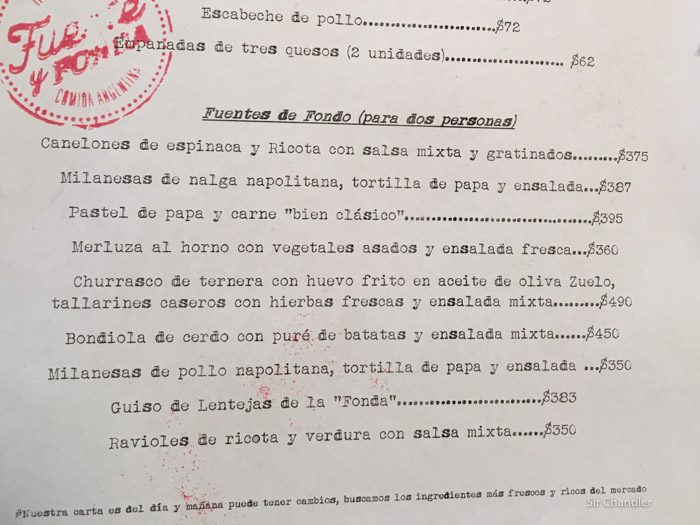 Escabeche de pollo........................$72
Empanadas de tres quesos (2 unidades)...................... $62
Fuente
y FONDA
COMIDA ARGENTINA
Fuentes de Fondo (para dos personas)
Canelones de espinaca y Ricota con salsa mixta y gratinados.........$375
Milanesas de nalga napolitana, tortilla de papa y ensalada...$387
Pastel de papa y carne "bien clásico"..................................$395
Merluza al horno con vegetales asados y ensalada fresca...$360
Churrasco de ternera con huevo frito en aceite de oliva Zuelo,
tallarines caseros con hierbas frescas y ensalada mixta.........$490
Bondiola de cerdo con puré de batatas y ensalada mixta......$450
Milanesas de pollo napolitana, tortilla de papa y ensalada ...$350
Guiso de Lentejas de la "Fonda"..........................$383
Ravioles de ricota y verdura con salsa mixta......$350
#Nuestra carta es del día y mañana puede tener cambios, buscamos los ingredientes más frescos y ricos del mercado
Sir Chandler